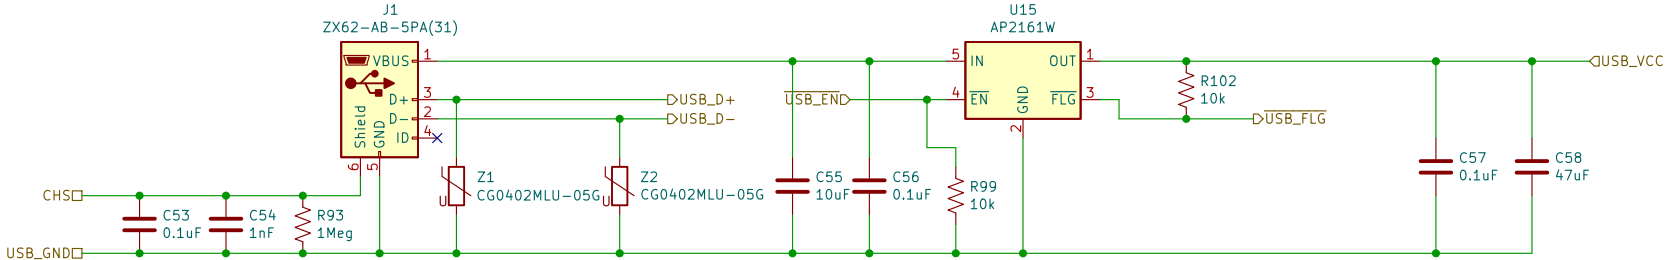 J1
ZX62-AB-5PA(31)
U15
AP2161W
VBUS
1
D+
3
D-
2
ID
4
Shield
GND
6
5
USB_D+
USB_D-
USB_EN
5
IN
4
EN
OUT
1
FLG
3
GND
2
R102
10k
USB_VCC
USB_FLG
CHS
USB_GND
C53
0.1uF
C54
1nF
R93
1Meg
Z1
CG0402MLU-05G
U
Z2
CG0402MLU-05G
U
C55
10uF
C56
0.1uF
R99
10k
C57
0.1uF
C58
47uF